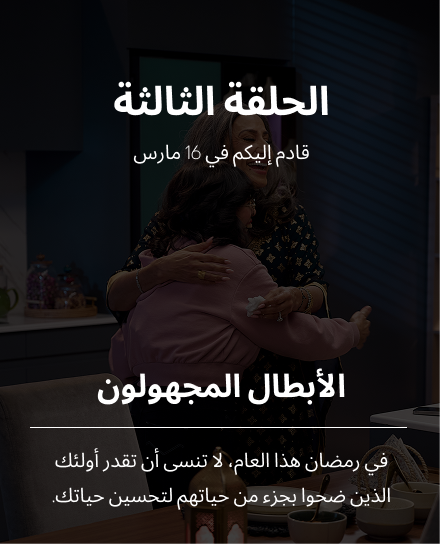 الحلقة الثالثة
قادم إليكم في 16 مارس
الأبطال المجهولون
في رمضان هذا العام، لا تنسى أن تقدر أولئك
الذين ضحوا بجزء من حياتهم لتحسين حياتك.